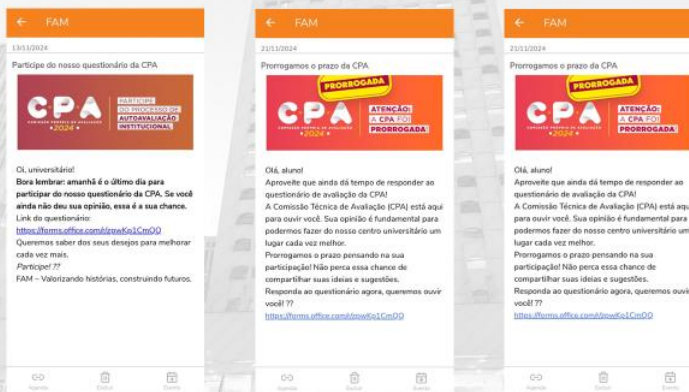 FAM
13/11/2024
Participe do nosso questionário da CPA
CPA
COMISSÃO PRÓPRIA DE AVALIAÇÃO
•2024•
PARTICIPE
DO PROCESSO DE
AUTOAVALIAÇÃO
INSTITUCIONAL
Oi, universitário!
Bora lembrar: amanhã é o último dia para
participar do nosso questionário da CPA. Se você
ainda não deu sua opinião, essa é a sua chance.
Link do questionário:
https://forms.office.com/r/zpwKp1CmQQ
Queremos saber dos seus desejos para melhorar
cada vez mais.
Participe! ??
FAM – Valorizando histórias, construindo futuros.
Agenda
Excluir
Evento
FAM
21/11/2024
Prorrogamos o prazo da CPA
PRORROGADA
CPA
COMISSÃO PRÓPRIA DE AVALIAÇÃO
•2024•
ATENÇÃO:
A CPA FOI
PRORROGADA
Olá, aluno!
Aproveite que ainda dá tempo de responder ao
questionário de avaliação da CPA!
A Comissão Técnica de Avaliação (CPA) está aqui
para ouvir você. Sua opinião é fundamental para
podermos fazer do nosso centro universitário um
lugar cada vez melhor.
Prorrogamos o prazo pensando na sua
participação! Não perca essa chance de
compartilhar suas ideias e sugestões.
Responda ao questionário agora, queremos ouvir
você! ??
https://forms.office.com/r/zpwKp1CmQQ
Agenda
Excluir
Evento
FAM
21/11/2024
Prorrogamos o prazo da CPA
PRORROGADA
CPA
COMISSÃO PRÓPRIA DE AVALIAÇÃO
•2024•
ATENÇÃO:
A CPA FOI
PRORROGADA
Olá, aluno!
Aproveite que ainda dá tempo de responder ao
questionário de avaliação da CPA!
A Comissão Técnica de Avaliação (CPA) está aqu
para ouvir você. Sua opinião é fundamental para
podermos fazer do nosso centro universitário um
lugar cada vez melhor.
Prorrogamos o prazo pensando na sua
participação! Não perca essa chance de
compartilhar suas ideias e sugestões.
Responda ao questionário agora, queremos ouvir
você! ??
https://forms.office.com/r/zpwKp1CmQQ
Agenda
Excluir
Evento